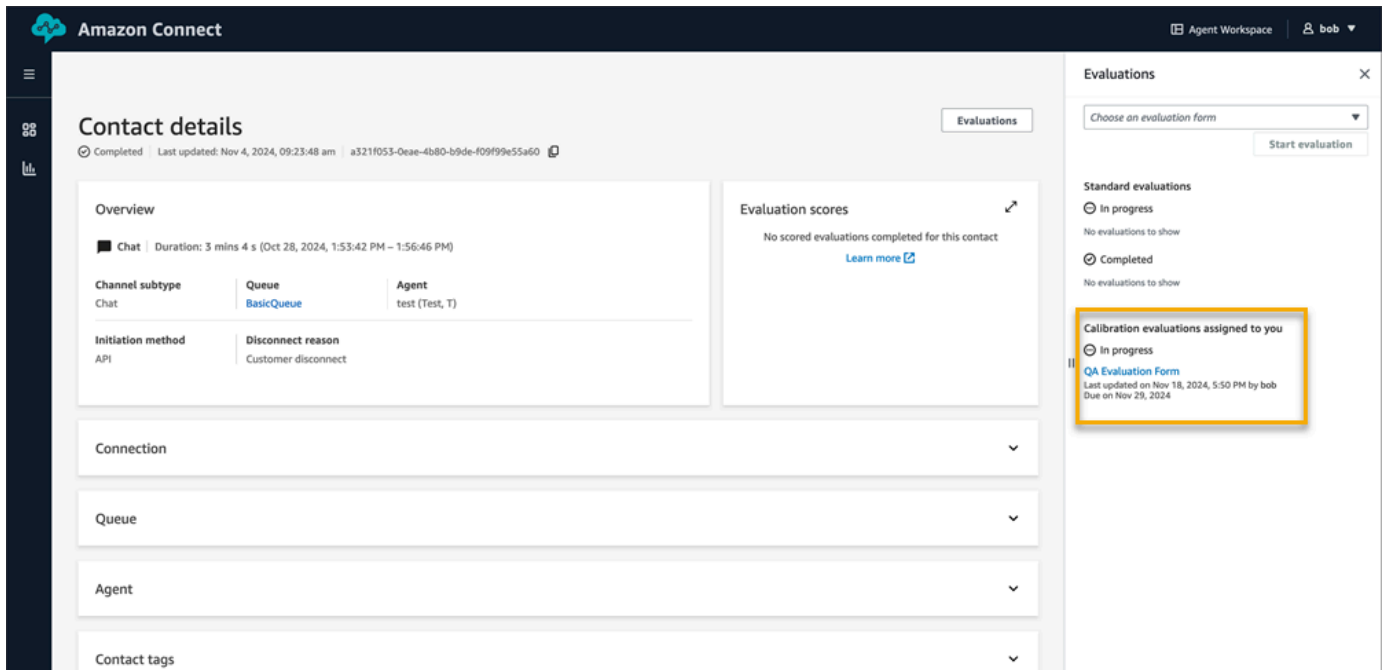 Amazon Connect
Agent Workspace
bob
Contact details
Evaluations
Completed
Last updated: Nov 4, 2024, 09:23:48 am
a321f053-0eae-4b80-b9de-f09f99e55a60
Overview
Chat
Duration: 3 mins 4 s (Oct 28, 2024, 1:53:42 PM – 1:56:46 PM)
Channel subtype
Chat
Queue
BasicQueue
Agent
test (Test, T)
Initiation method
API
Disconnect reason
Customer disconnect
Evaluation scores
No scored evaluations completed for this contact
Learn more
Connection
Queue
Agent
Contact tags
Evaluations
Choose an evaluation form
Start evaluation
Standard evaluations
In progress
No evaluations to show
Completed
No evaluations to show
Calibration evaluations assigned to you
In progress
QA Evaluation Form
Last updated on Nov 18, 2024, 5:50 PM by bob
Due on Nov 29, 2024